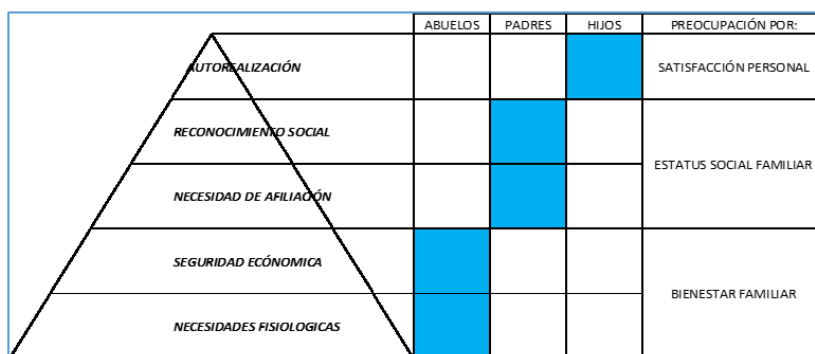 ABUELOS PADRES HIJOS PREOCUPACIÓN POR:
AUTOREALIZACIÓN SATISFACCIÓN PERSONAL
RECONOCIMIENTO SOCIAL
ESTATUS SOCIAL FAMILIAR
NECESIDAD DE AFILIACIÓN
SEGURIDAD ECÓNOMICA
BIENESTAR FAMILIAR
NECESIDADES FISIOLOGICAS